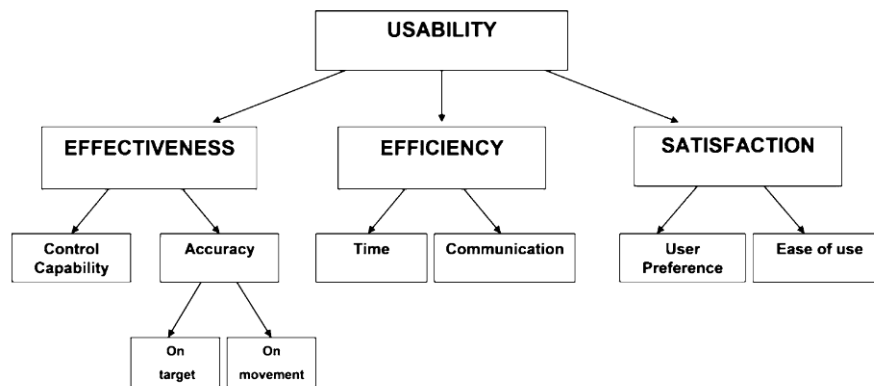 USABILITY
EFFECTIVENESS
EFFICIENCY
SATISFACTION
Control
Capability
Accuracy
Time
Communication
User
Preference
Ease of use
On
target
On
movement